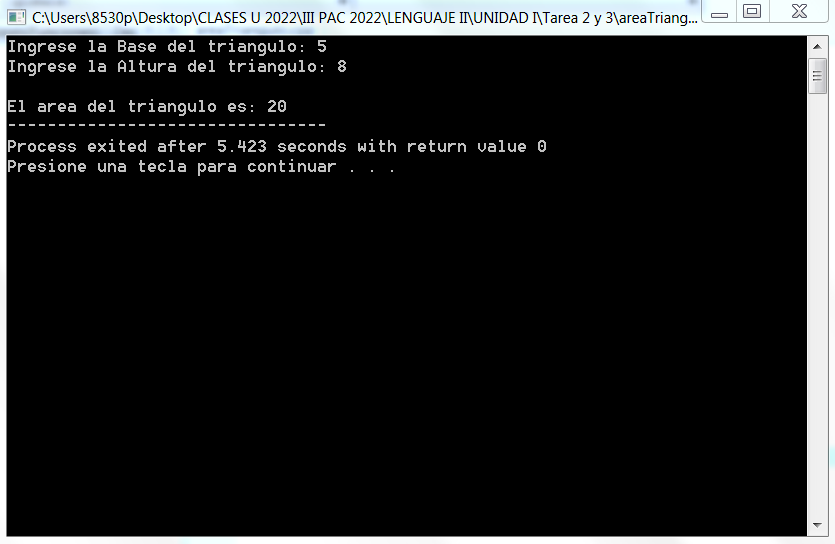 C:\Users\8530p\Desktop\CLASES U 2022\III PAC 2022\LENGUAJE II\UNIDAD I\Tarea 2 y 3\areaTriang...
Ingrese la Base del triangulo: 5
Ingrese la Altura del triangulo: 8
El area del triangulo es: 20
--------------------------------
Process exited after 5.423 seconds with return value 0
Presione una tecla para continuar . . .